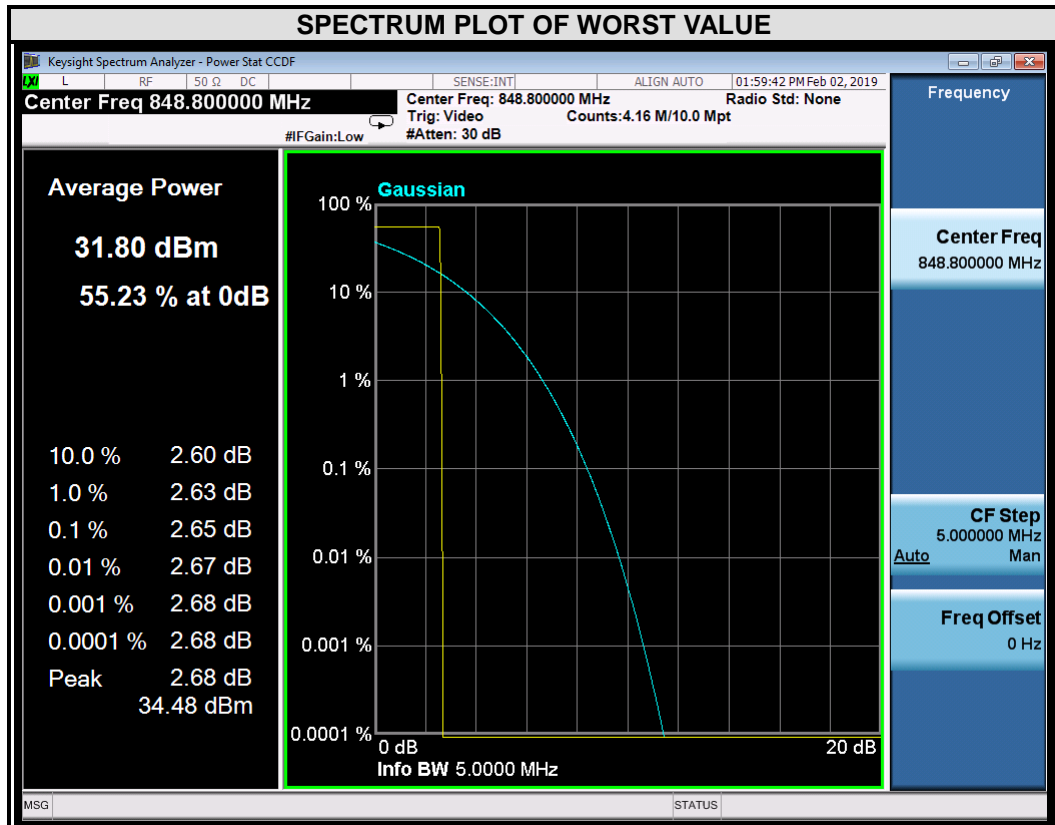 SPECTRUM PLOT OF WORST VALUE
Keysight Spectrum Analyzer - Power Stat CCDF
LXI L RF 50 Ω DC SENSE:INT ALIGN AUTO 01:59:42 PM Feb 02, 2019
Center Freq 848.800000 MHz
Center Freq: 848.800000 MHz Radio Std: None
Trig: Video Counts:4.16 M/10.0 Mpt
#IFGain:Low #Atten: 30 dB
Average Power
31.80 dBm
55.23 % at 0dB
10.0 % 2.60 dB
1.0 % 2.63 dB
0.1 % 2.65 dB
0.01 % 2.67 dB
0.001 % 2.68 dB
0.0001 % 2.68 dB
Peak 2.68 dB
34.48 dBm
Gaussian
100 %
10 %
1 %
0.1 %
0.01 %
0.001 %
0.0001 %
0 dB 20 dB
Info BW 5.0000 MHz
Frequency
Center Freq
848.800000 MHz
CF Step
5.000000 MHz
Auto Man
Freq Offset
0 Hz
MSG STATUS